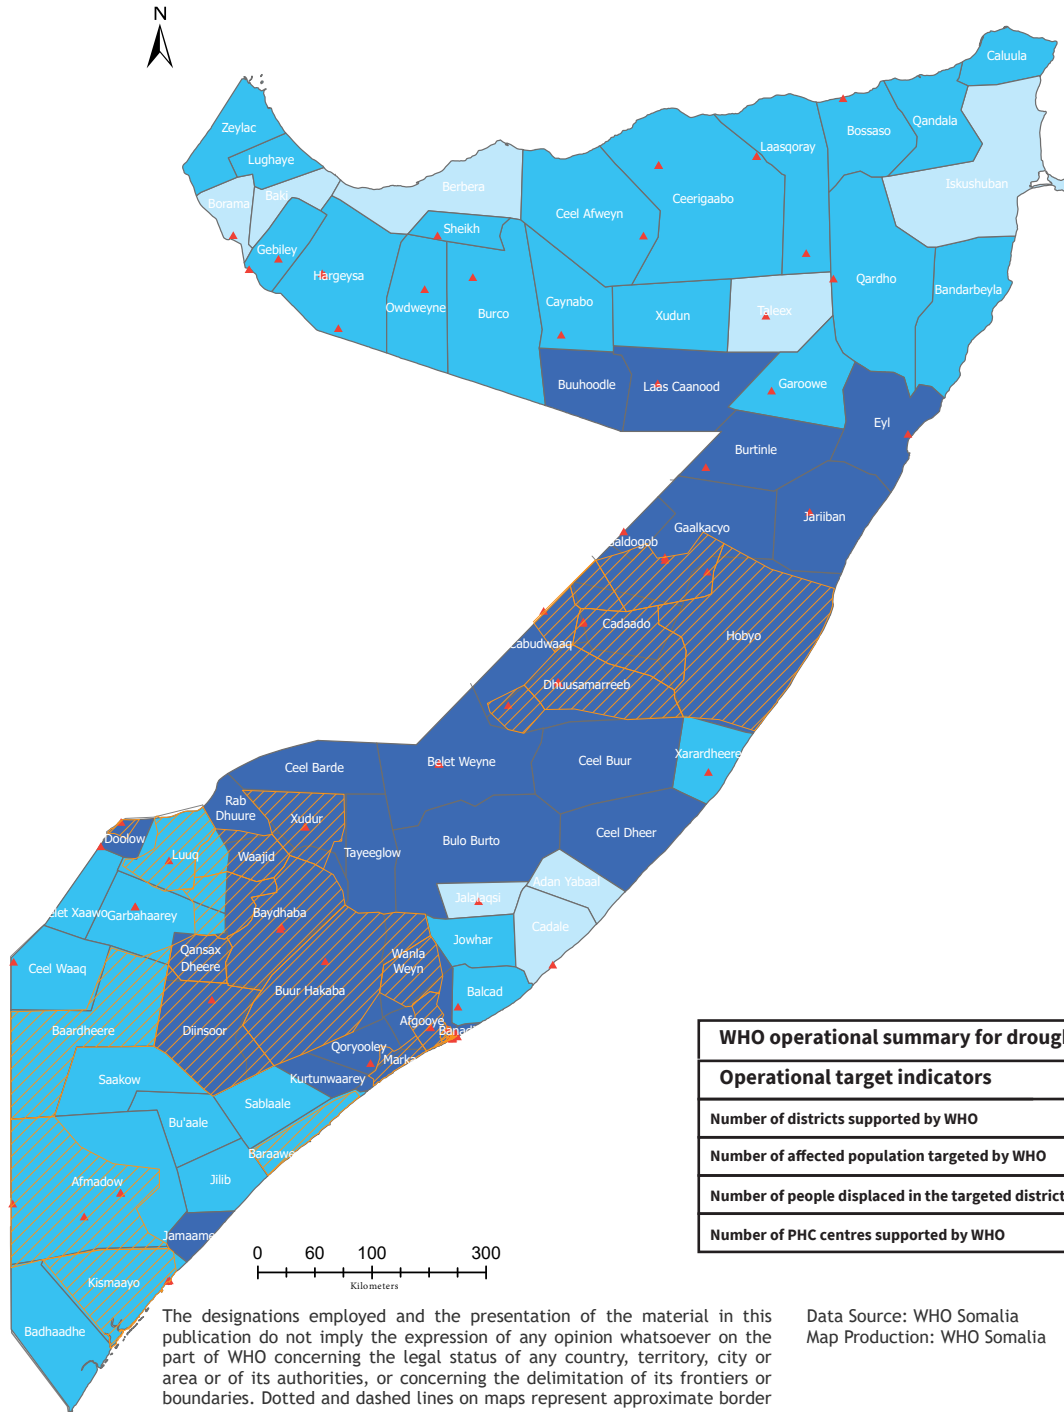 N
Caluula
Zeylac
Qandala
Bossaso
Lughaye
Laasqoray
Iskushuban
Berbera
Baki
Borama
Ceerigaabo
Ceel Afweyn
Sheikh
Gebiley
Hargeysa
Qardho
Bandarbeyla
Owdweyne
Caynabo
Burco
Xudun
Taleex
Buuhoodle
Laas Caanood
Garoowe
Eyl
Burtinle
Jariiban
Gaalkacyo
Galdogob
Cadaado
Hobyo
Cabudwaaq
Dhuusamarreeb
Xarardheere
Belet Weyne
Ceel Buur
Ceel Barde
Rab
Dhuure
Xudur
Ceel Dheer
Doolow
Bulo Burto
Luuq
Waajid
Tayeeglow
Adan Yabaal
Jalalaqsi
elet Xaawo
Garbahaarey
Baydhaba
Cadale
Jowhar
Qansax
Dheere
Wanla
Weyn
Ceel Waaq
Buur Hakaba
Balcad
Baardheere
Diinsoor
Afgooye
Banadi
Qoryooley
Marka
Saakow
Kurtunwaarey
Sablaale
Bu'aale
Baraawe
Afmadow
Jilib
Jamaame
Kismaayo
Badhaadhe
0 60 100 300
Kilometers
WHO operational summary for drough
Operational target indicators
Number of districts supported by WHO
Number of affected population targeted by WHO
Number of people displaced in the targeted district
Number of PHC centres supported by WHO
The designations employed and the presentation of the material in this
publication do not imply the expression of any opinion whatsoever on the
part of WHO concerning the legal status of any country, territory, city or
area or of its authorities, or concerning the delimitation of its frontiers or
boundaries. Dotted and dashed lines on maps represent approximate border
Data Source: WHO Somalia
Map Production: WHO Somalia